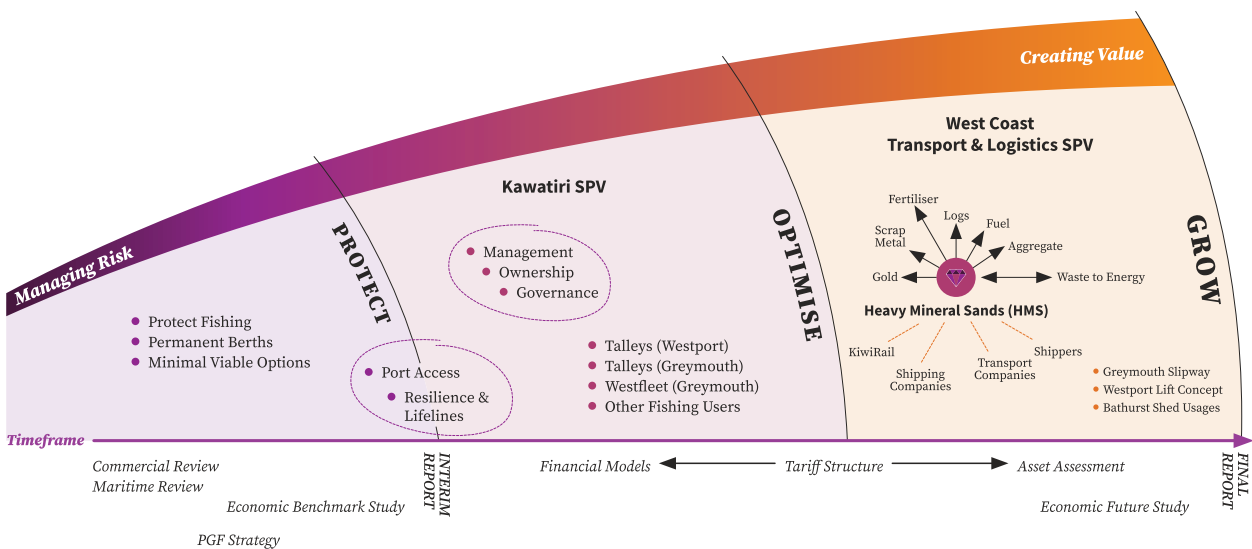 Creating Value
Managing Risk
PROTECT
Protect Fishing
Permanent Berths
Minimal Viable Options
Port Access
Resilience &
Lifelines
Kawatiri SPV
Management
Ownership
Governance
Talleys (Westport)
Talleys (Greymouth)
Westfleet (Greymouth)
Other Fishing Users
OPTIMISE
West Coast
Transport & Logistics SPV
Fertiliser
Logs
Fuel
Scrap
Metal
Aggregate
Gold
Waste to Energy
Heavy Mineral Sands (HMS)
KiwiRail
Shipping
Companies
Transport
Companies
Shippers
Greymouth Slipway
Westport Lift Concept
Bathurst Shed Usages
GROW
Timeframe
Commercial Review
Maritime Review
Economic Benchmark Study
PGF Strategy
INTERIM
REPORT
Financial Models
Tariff Structure
Asset Assessment
Economic Future Study
FINAL
REPORT